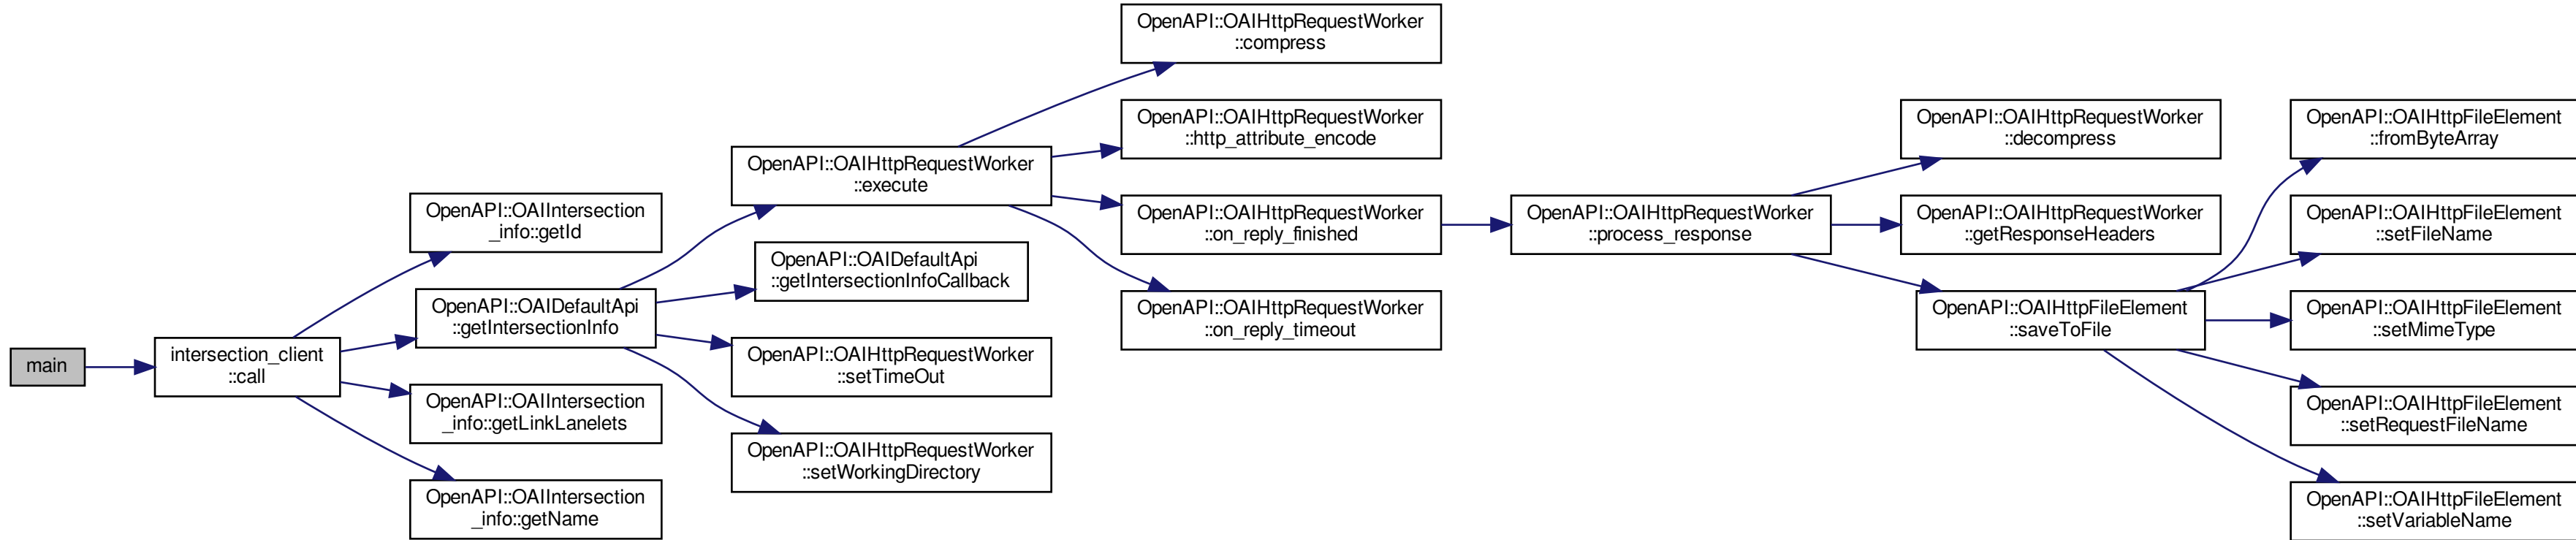 main
intersection_client
::call
OpenAPI::OAIIntersection
_info::getId
OpenAPI::OAIDefaultApi
::getIntersectionInfo
OpenAPI::OAIIntersection
_info::getLinkLanelets
OpenAPI::OAIIntersection
_info::getName
OpenAPI::OAIHttpRequestWorker
::execute
OpenAPI::OAIDefaultApi
::getIntersectionInfoCallback
OpenAPI::OAIHttpRequestWorker
::setTimeOut
OpenAPI::OAIHttpRequestWorker
::setWorkingDirectory
OpenAPI::OAIHttpRequestWorker
::compress
OpenAPI::OAIHttpRequestWorker
::http_attribute_encode
OpenAPI::OAIHttpRequestWorker
::on_reply_finished
OpenAPI::OAIHttpRequestWorker
::on_reply_timeout
OpenAPI::OAIHttpRequestWorker
::process_response
OpenAPI::OAIHttpRequestWorker
::decompress
OpenAPI::OAIHttpRequestWorker
::getResponseHeaders
OpenAPI::OAIHttpFileElement
::saveToFile
OpenAPI::OAIHttpFileElement
::fromByteArray
OpenAPI::OAIHttpFileElement
::setFileName
OpenAPI::OAIHttpFileElement
::setMimeType
OpenAPI::OAIHttpFileElement
::setRequestFileName
OpenAPI::OAIHttpFileElement
::setVariableName